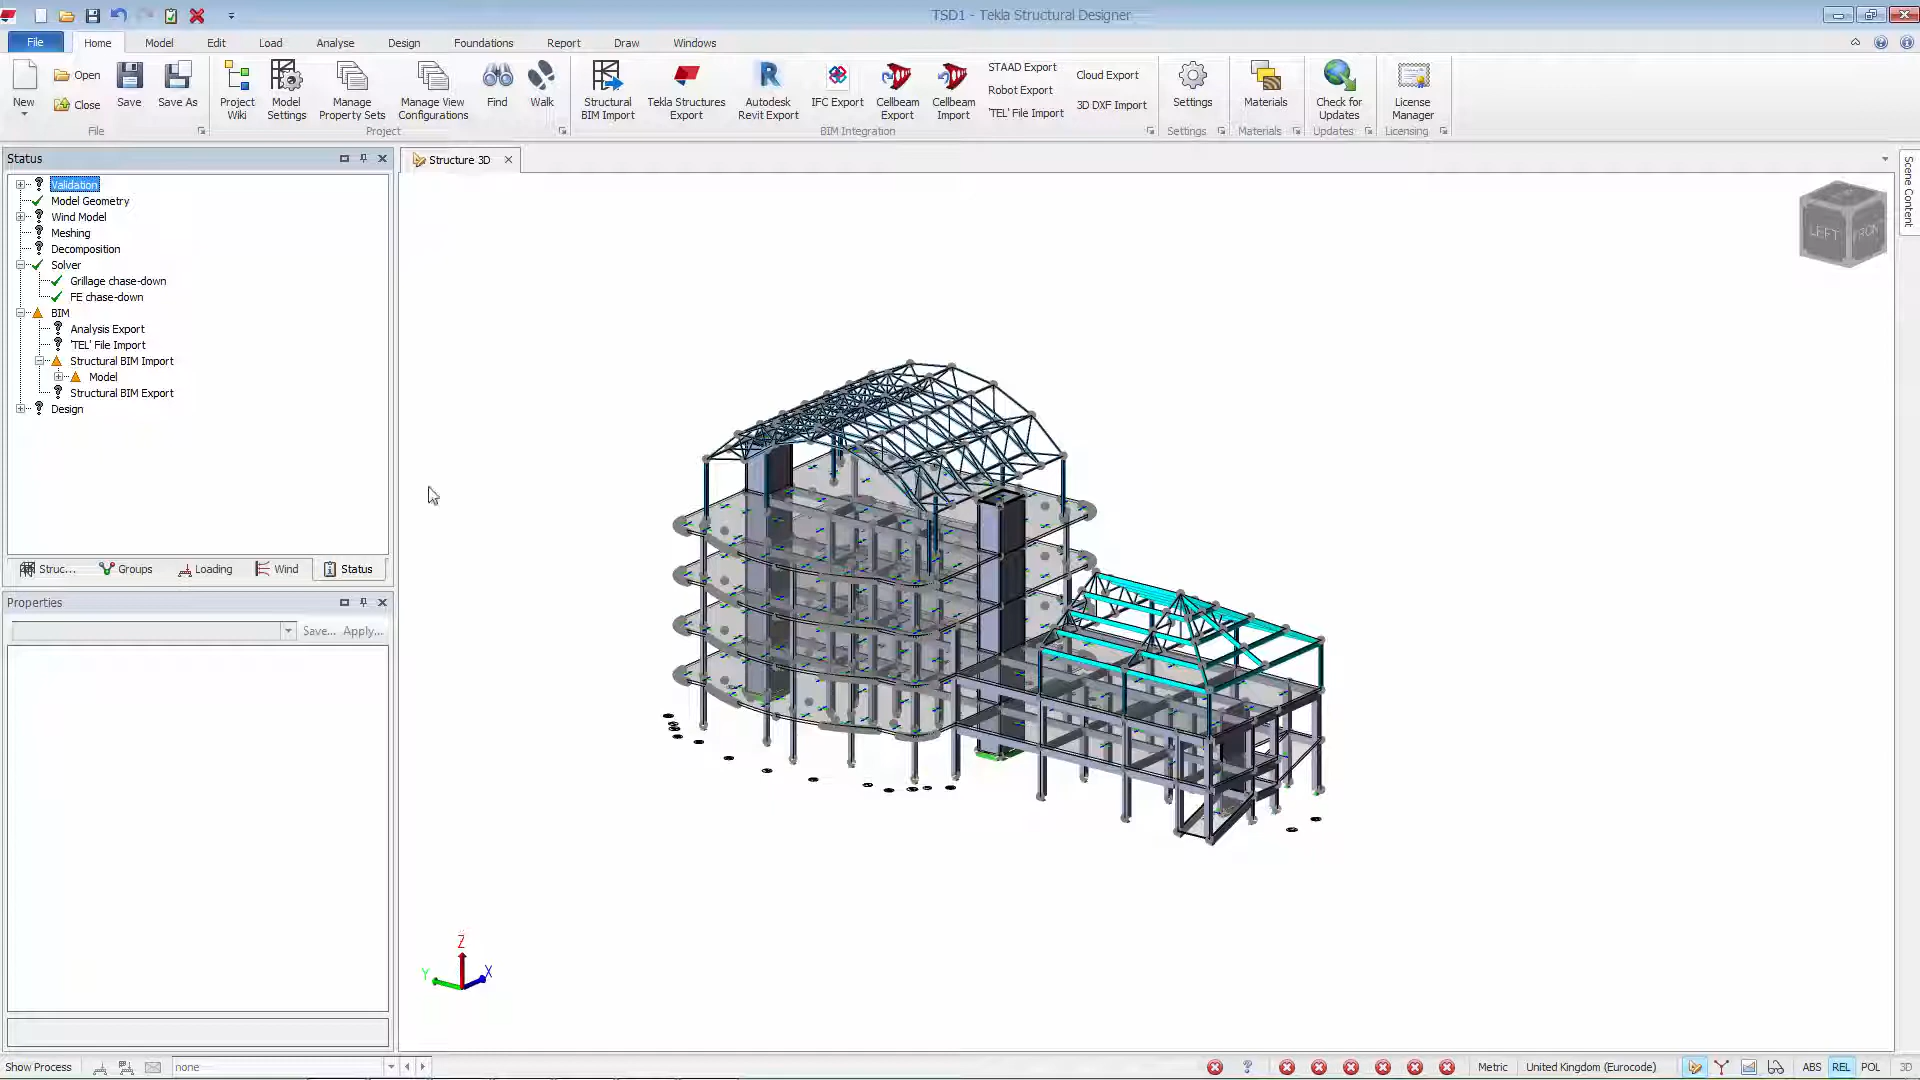 TSD1 - Tekla Structural Designer
File
Home
Model
Edit
Load
Analyse
Design
Foundations
Report
Draw
Windows
New
Open
Close
Save
Save As
File
Project Wiki
Model Settings
Manage Property Sets
Manage View Configurations
Find
Walk
Project
Structural BIM Import
Tekla Structures Export
Autodesk Revit Export
IFC Export
Cellbeam Export
Cellbeam Import
STAAD Export
Robot Export
'TEL' File Import
Cloud Export
3D DXF Import
BIM Integration
Settings
Settings
Materials
Materials
Check for Updates
Updates
License Manager
Licensing
Status
Validation
Model Geometry
Wind Model
Meshing
Decomposition
Solver
Grillage chase-down
FE chase-down
BIM
Analysis Export
'TEL' File Import
Structural BIM Import
Model
Structural BIM Export
Design
Struc...
Groups
Loading
Wind
Status
Properties
Save...
Apply...
Structure 3D
Scene Content
LEFT
FRON
Z
Y
X
Show Process
none
Metric
United Kingdom (Eurocode)
ABS
REL
POL
3D